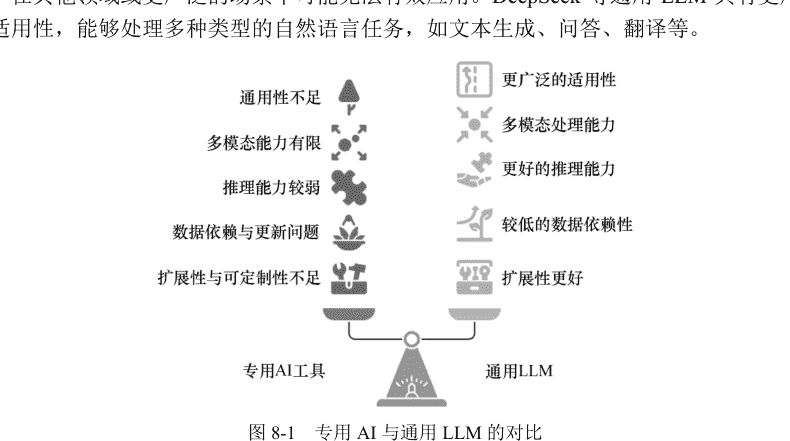 适用性，能够处理多种类型的自然语言任务，如文本生成、问答、翻译等。
通用性不足
更广泛的适用性
多模态能力有限
多模态处理能力
推理能力较弱
更好的推理能力
数据依赖与更新问题
较低的数据依赖性
扩展性与可定制性不足
扩展性更好
专用AI工具
通用LLM
图 8-1 专用 AI 与通用 LLM 的对比